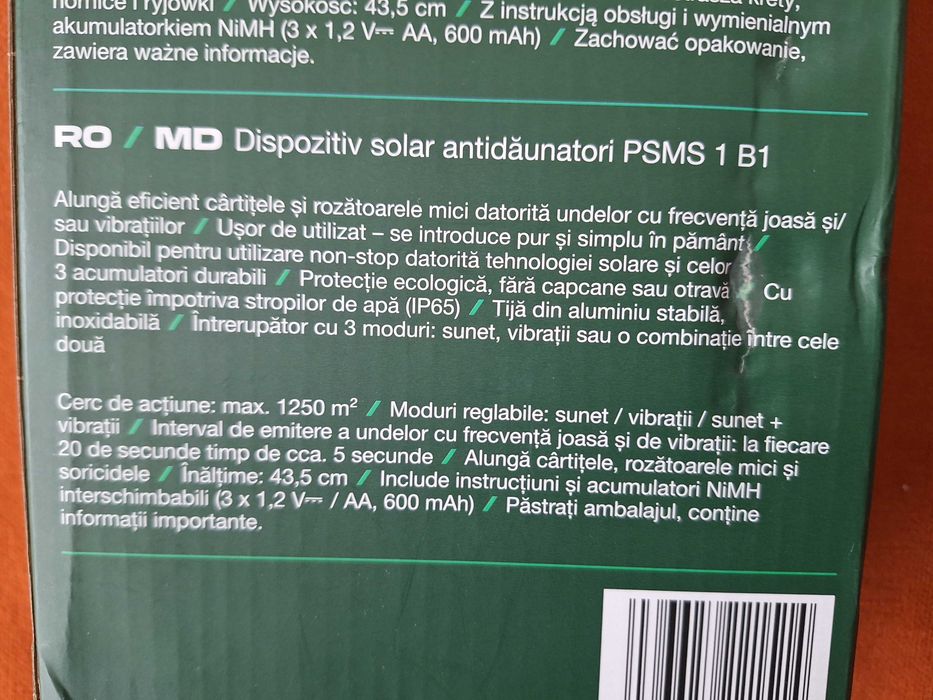 nornice i ryjówki / Wysokość: 43,5 cm / Z instrukcją obsługi i wymienialnym
akumulatorkiem NiMH (3 x 1,2 V⎓ AA, 600 mAh) / Zachować opakowanie,
zawiera ważne informacje.
RO / MD Dispozitiv solar antidăunatori PSMS 1 B1
Alungă eficient cârtițele și rozătoarele mici datorită undelor cu frecvență joasă și/
sau vibrațiilor / Ușor de utilizat – se introduce pur și simplu în pământ /
Disponibil pentru utilizare non-stop datorită tehnologiei solare și celor
3 acumulatori durabili / Protecție ecologică, fără capcane sau otravă / Cu
protecție împotriva stropilor de apă (IP65) / Tijă din aluminiu stabilă,
inoxidabilă / Întrerupător cu 3 moduri: sunet, vibrații sau o combinație între cele
două
Cerc de acțiune: max. 1250 m² / Moduri reglabile: sunet / vibrații / sunet +
vibrații / Interval de emitere a undelor cu frecvență joasă și de vibrații: la fiecare
20 de secunde timp de cca. 5 secunde / Alungă cârtițele, rozătoarele mici și
soricidele / Înălțime: 43,5 cm / Include instrucțiuni și acumulatori NiMH
interschimbabili (3 x 1,2 V⎓ / AA, 600 mAh) / Păstrați ambalajul, conține
informații importante.